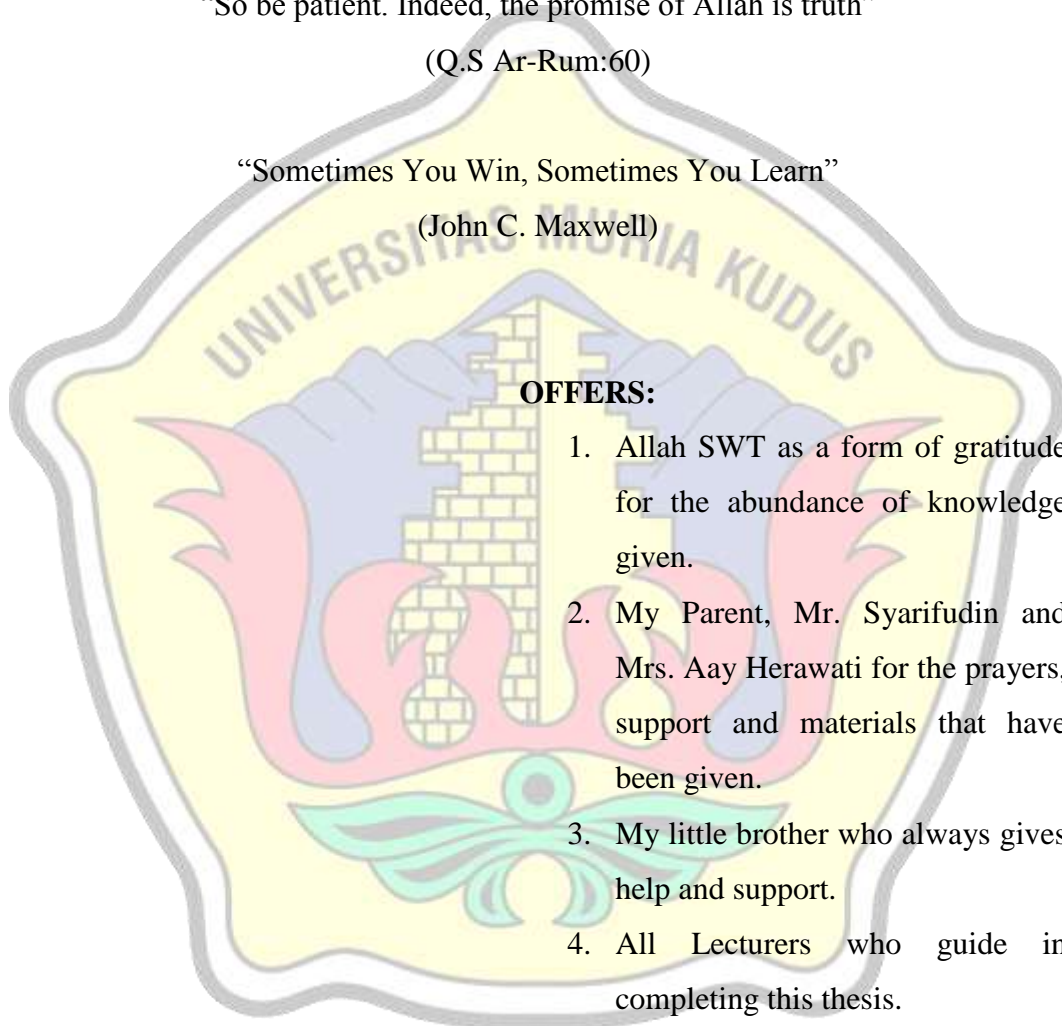 “So be patient. Indeed, the promise of Allah is truth”
(Q.S Ar-Rum:60)
“Sometimes You Win, Sometimes You Learn”
(John C. Maxwell)
UNIVERSITAS MURIA KUDUS
OFFERS:
1. Allah SWT as a form of gratitude
for the abundance of knowledge
given.
2. My Parent, Mr. Syarifudin and
Mrs. Aay Herawati for the prayers,
support and materials that have
been given.
3. My little brother who always gives
help and support.
4. All Lecturers who guide in
completing this thesis.